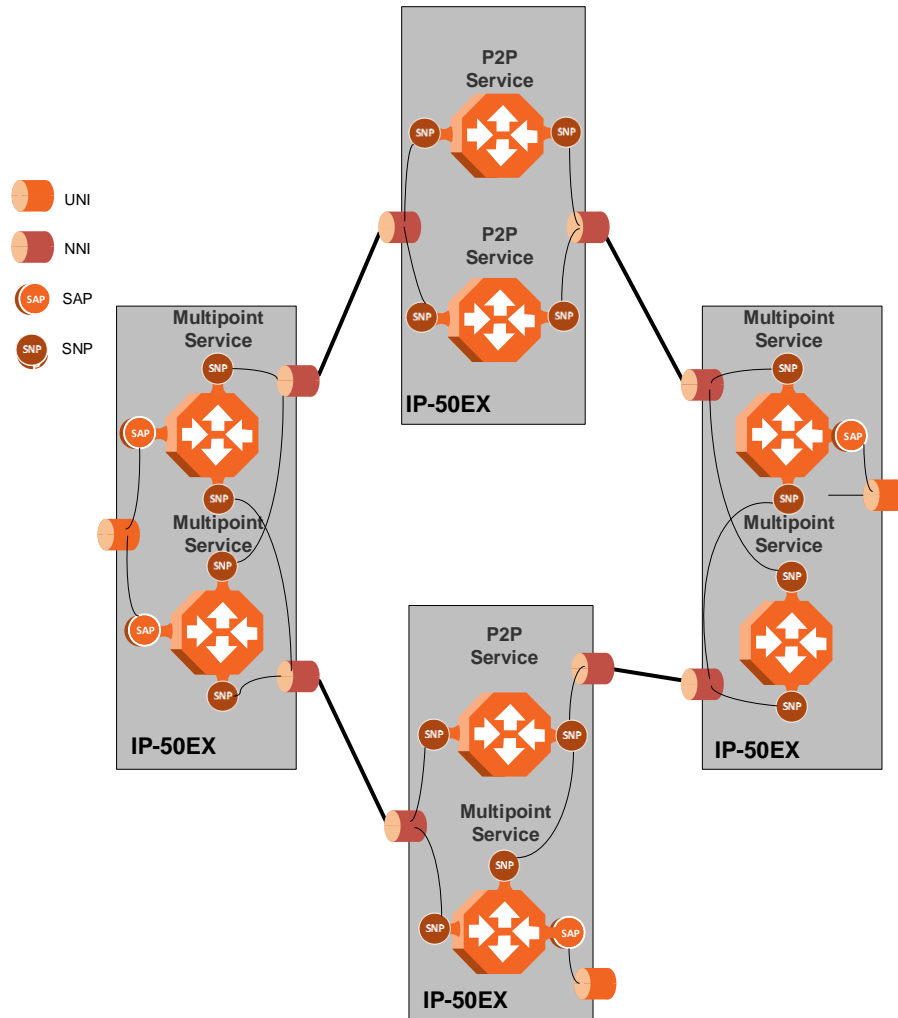 P2P
Service
SNP
SNP
P2P
Service
SNP
SNP
IP-50EX
UNI
NNI
SAP
SAP
SNP
SNP
Multipoint
Service
SNP
SAP
SNP
Multipoint
Service
SNP
SAP
SNP
IP-50EX
Multipoint
Service
SNP
SAP
SNP
Multipoint
Service
SNP
SNP
IP-50EX
P2P
Service
SNP
SNP
Multipoint
Service
SNP
SNP
SAP
IP-50EX